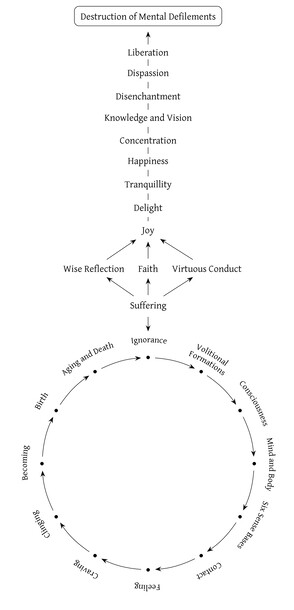 Destruction of Mental Defilements
Liberation
Dispassion
Disenchantment
Knowledge and Vision
Concentration
Happiness
Tranquillity
Delight
Joy
Wise Reflection
Faith
Virtuous Conduct
Suffering
Ignorance
Volitional
Formations
Consciousness
Mind and Body
Six Sense Bases
Contact
Feeling
Craving
Clinging
Becoming
Birth
Aging and Death